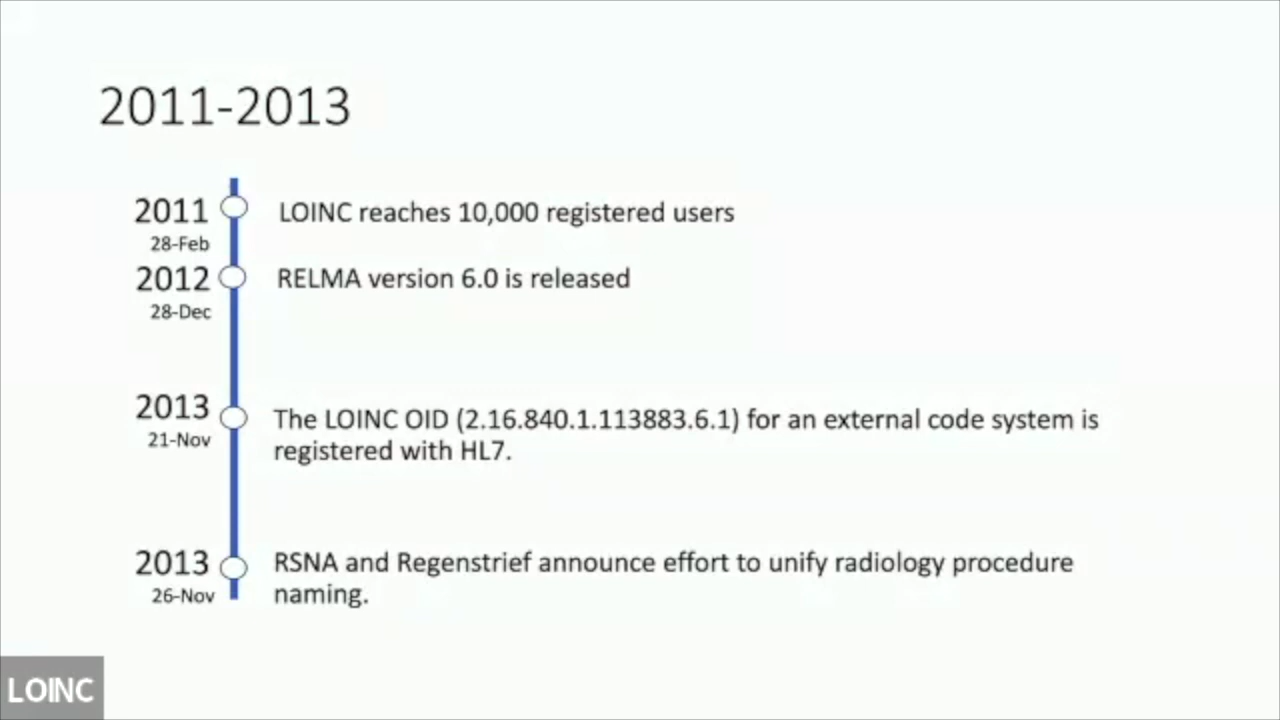 2011-2013
2011
28-Feb
LOINC reaches 10,000 registered users
2012
28-Dec
RELMA version 6.0 is released
2013
21-Nov
The LOINC OID (2.16.840.1.113883.6.1) for an external code system is
registered with HL7.
2013
26-Nov
RSNA and Regenstrief announce effort to unify radiology procedure
naming.
LOINC